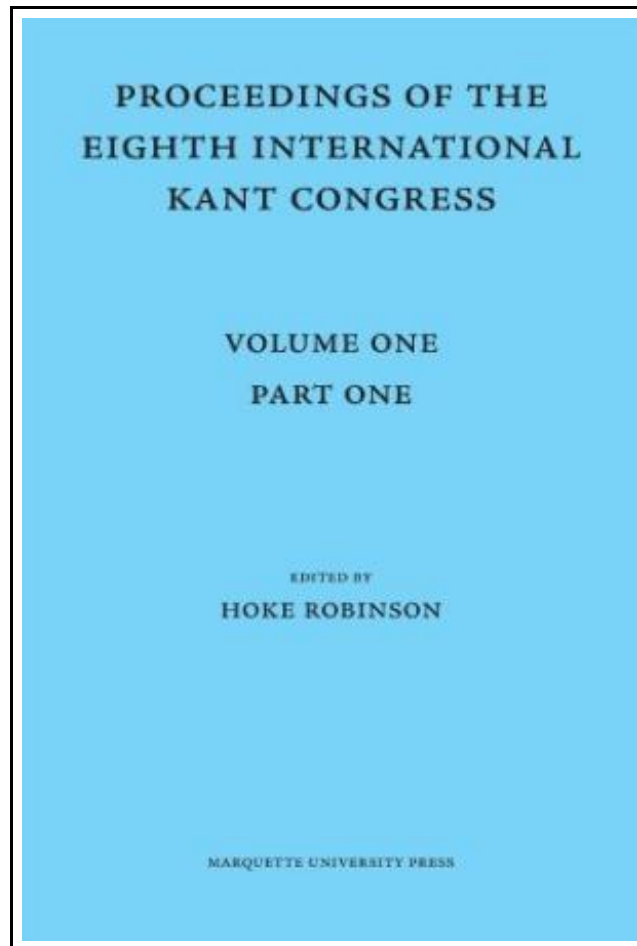 PROCEEDINGS OF THE
EIGHTH INTERNATIONAL
KANT CONGRESS
VOLUME ONE
PART ONE
EDITED BY
HOKE ROBINSON
MARQUETTE UNIVERSITY PRESS